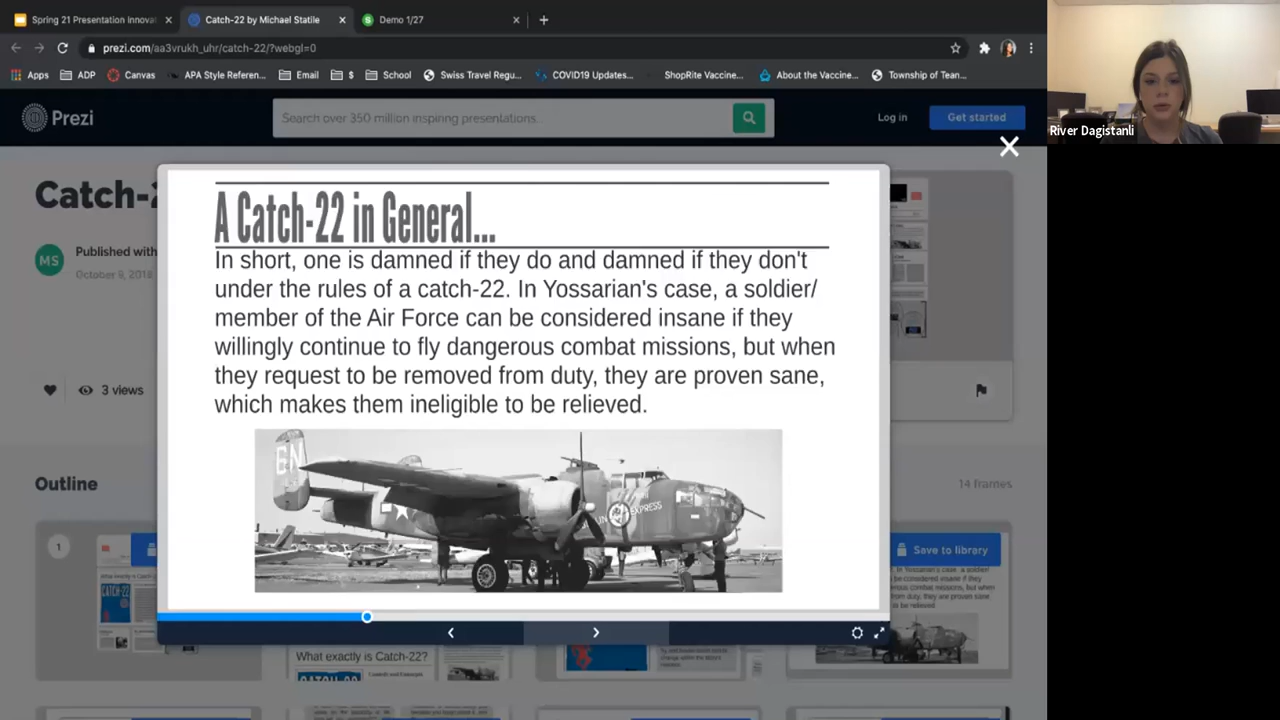 Spring 21 Presentation Innova
Catch-22 by Michael Statile
Demo 1/27
prezi.com/aa3vrukh_uhr/catch-22/?webgl=0
Apps
ADP
Canvas
APA Style Referen...
Email
$
School
Swiss Travel Regu...
COVID19 Updates...
ShopRite Vaccine...
About the Vaccine...
Township of Tean...
Prezi
Search over 350 million inspiring presentations...
Log in
Get started
River Dagistanli
Catch-2
MS
Published with
October 9, 2018
3 views
A Catch-22 in General...
In short, one is damned if they do and damned if they don't
under the rules of a catch-22. In Yossarian's case, a soldier/
member of the Air Force can be considered insane if they
willingly continue to fly dangerous combat missions, but when
they request to be removed from duty, they are proven sane,
which makes them ineligible to be relieved.
EXPRESS
Outline
14 frames
1
Save to library
What exactly is Catch-22?